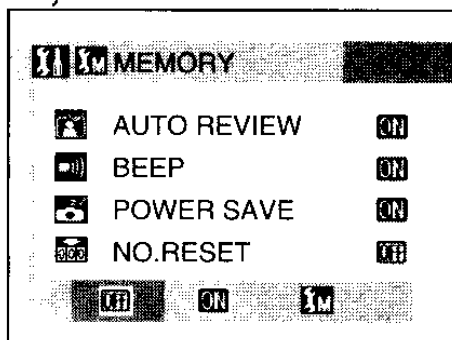 MEMORY
AUTO REVIEW ON
BEEP ON
POWER SAVE ON
NO.RESET Off
Off ON M